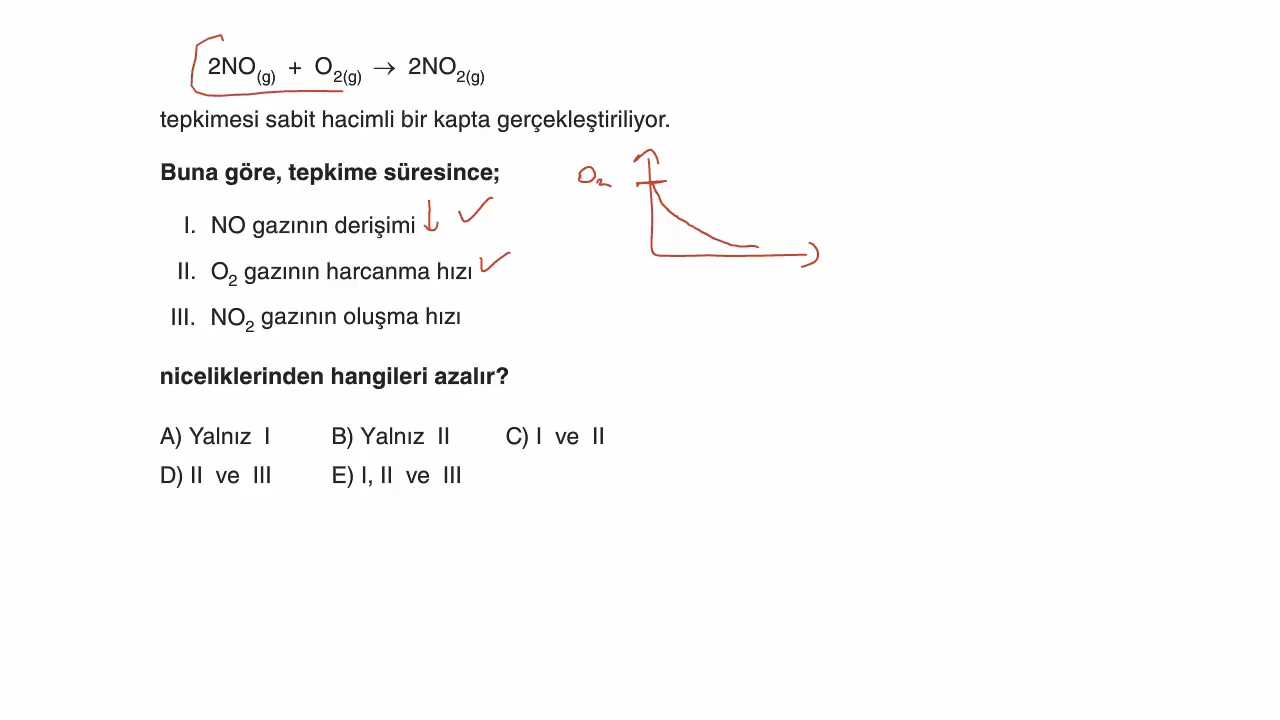 2NO(g) + O2(g) → 2NO2(g)
tepkimesi sabit hacimli bir kapta gerçekleştiriliyor.
Buna göre, tepkime süresince;
O2
I. NO gazının derişimi ↓ ✓
II. O2 gazının harcanma hızı ✓
III. NO2 gazının oluşma hızı
niceliklerinden hangileri azalır?
A) Yalnız I B) Yalnız II C) I ve II
D) II ve III E) I, II ve III